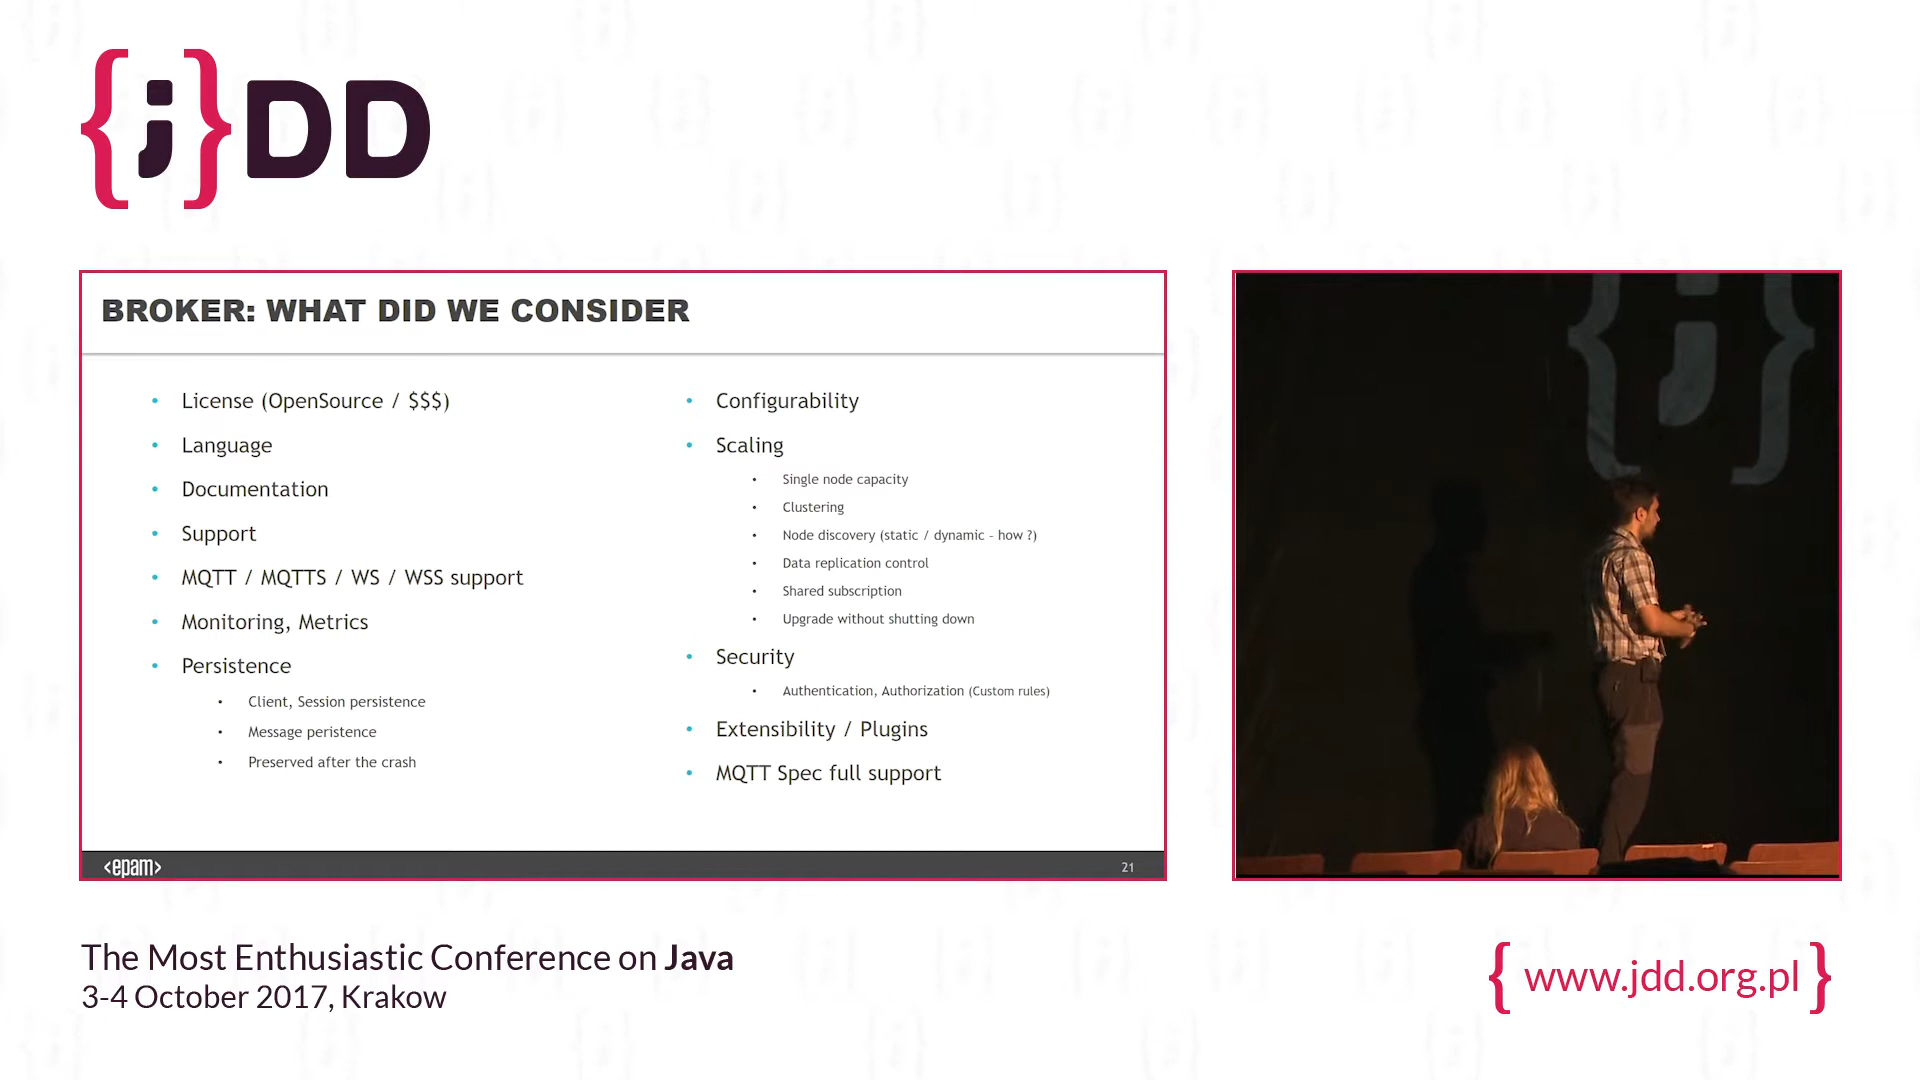 {;}DD
BROKER: WHAT DID WE CONSIDER
• License (OpenSource / $$$)
• Language
• Documentation
• Support
• MQTT / MQTTS / WS / WSS support
• Monitoring, Metrics
• Persistence
• Client, Session persistence
• Message peristence
• Preserved after the crash
• Configurability
• Scaling
• Single node capacity
• Clustering
• Node discovery (static / dynamic - how ?)
• Data replication control
• Shared subscription
• Upgrade without shutting down
• Security
• Authentication, Authorization (Custom rules)
• Extensibility / Plugins
• MQTT Spec full support
<epam>
21
{;}
The Most Enthusiastic Conference on Java
3-4 October 2017, Krakow
{ www.jdd.org.pl }